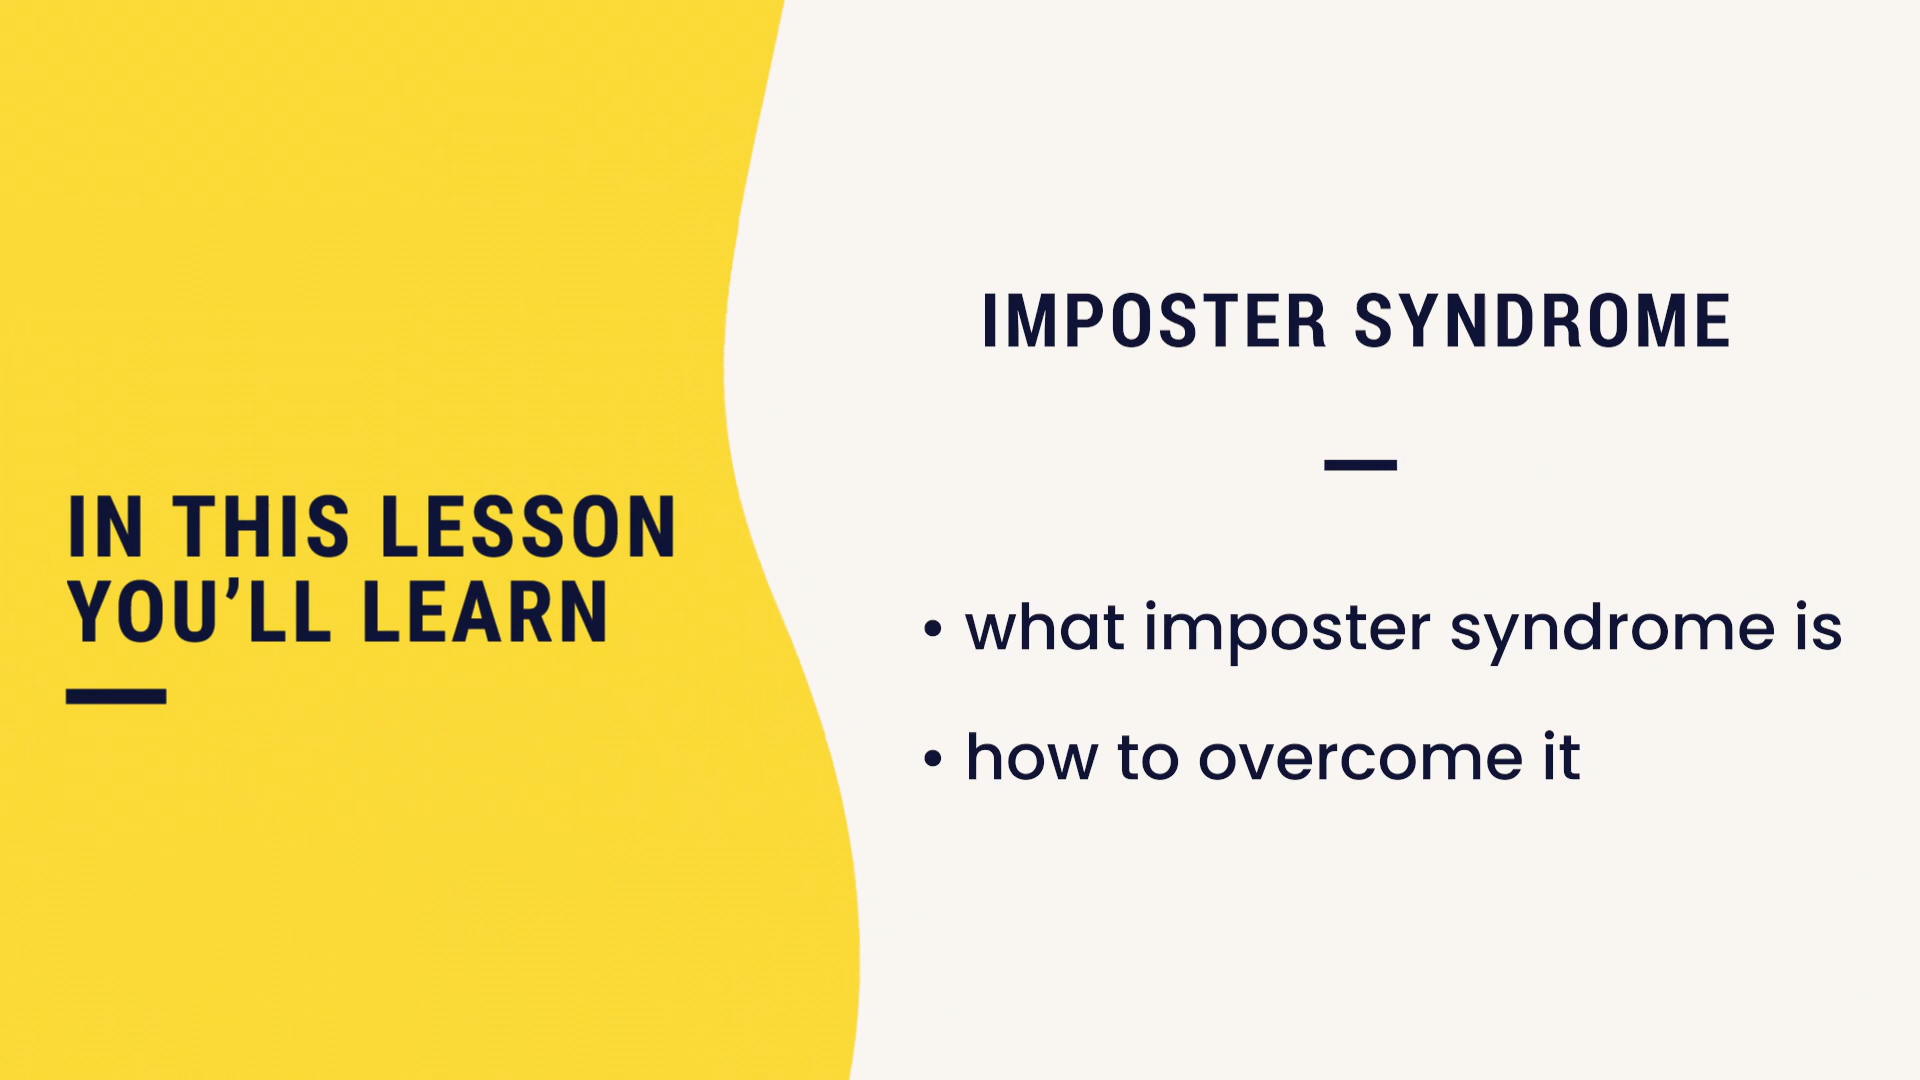 IN THIS LESSON
YOU’LL LEARN
IMPOSTER SYNDROME
• what imposter syndrome is
• how to overcome it